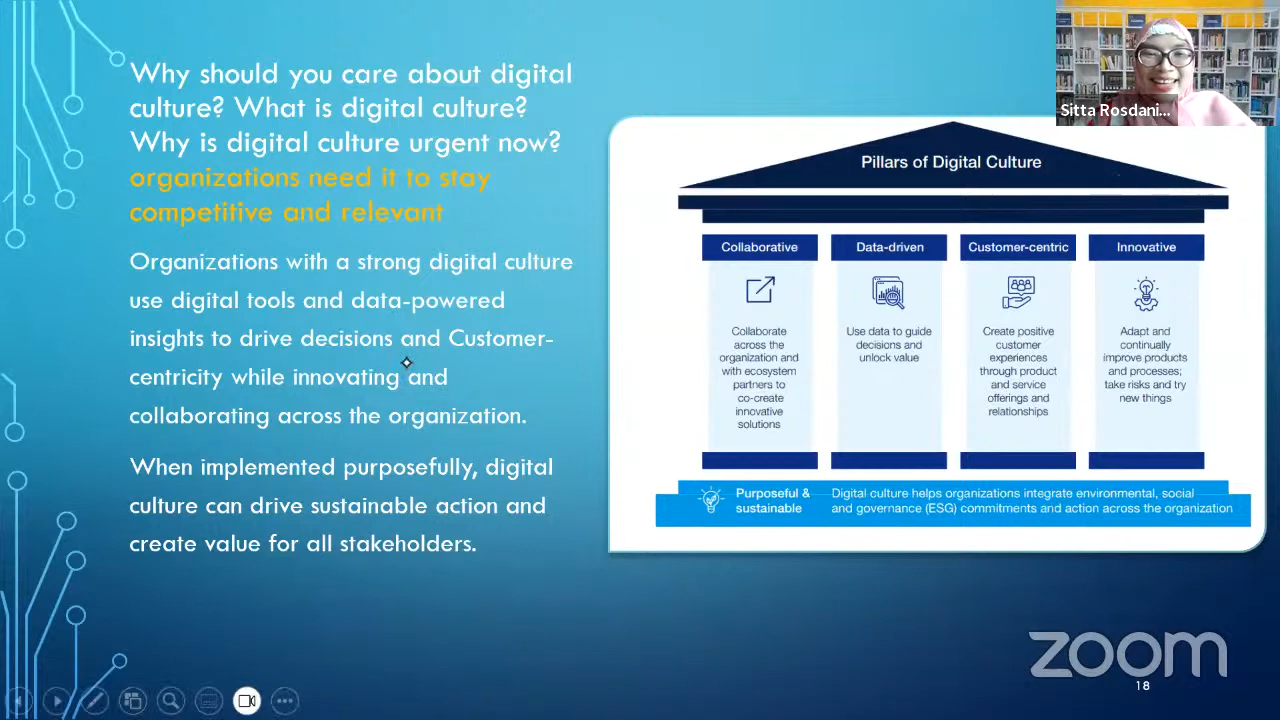 Why should you care about digital
culture? What is digital culture?
Why is digital culture urgent now?
organizations need it to stay
competitive and relevant
Organizations with a strong digital culture
use digital tools and data-powered
insights to drive decisions and Customer-
centricity while innovating and
collaborating across the organization.
When implemented purposefully, digital
culture can drive sustainable action and
create value for all stakeholders.
Sitta Rosdani...
Pillars of Digital Culture
Collaborative
Collaborate
across the
organization and
with ecosystem
partners to
co-create
innovative
solutions
Data-driven
Use data to guide
decisions and
unlock value
Customer-centric
Create positive
customer
experiences
through product
and service
offerings and
relationships
Innovative
Adapt and
continually
improve products
and processes;
take risks and try
new things
Purposeful &
sustainable
Digital culture helps organizations integrate environmental, social
and governance (ESG) commitments and action across the organization
zoom
18